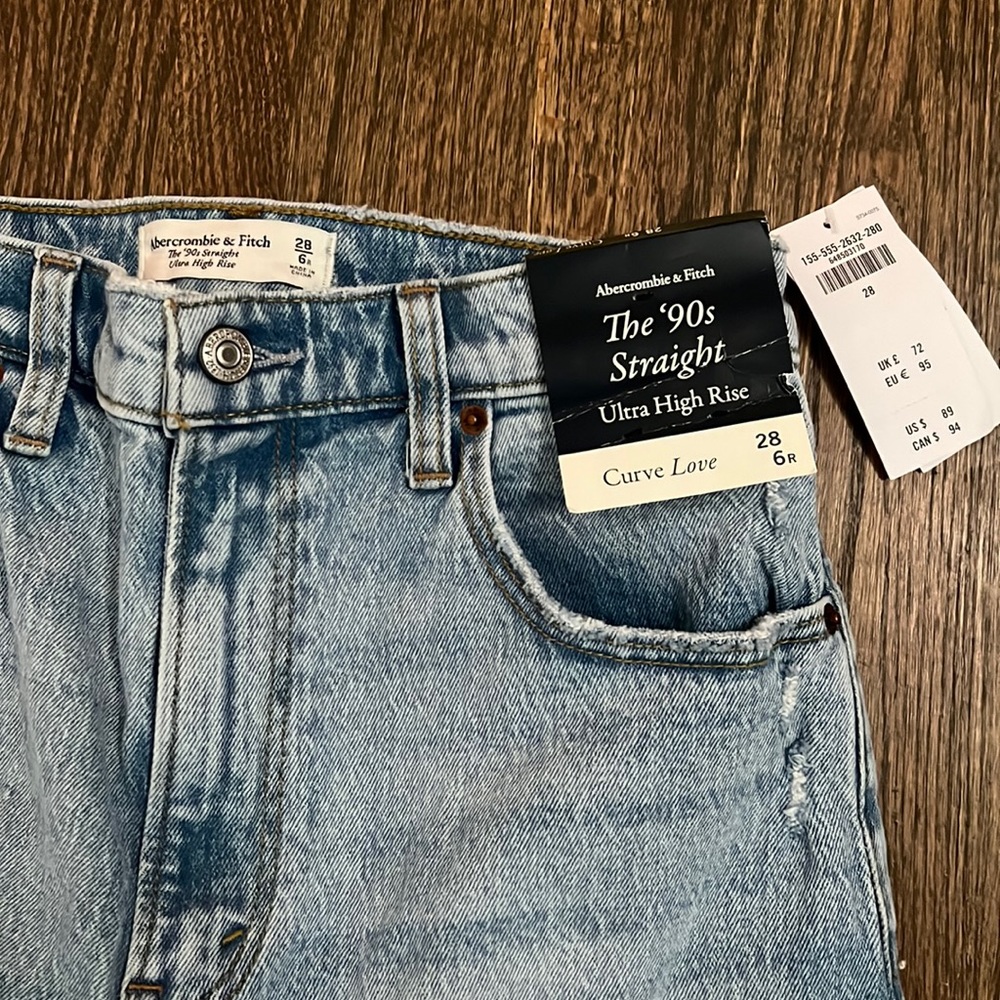 Abercrombie & Fitch
The '90s Straight
Ultra High Rise
28
6R
MADE IN
CHINA
Abercrombie & Fitch
The '90s
Straight
Ultra High Rise
Curve Love
28
6R
155-555-2632-280
648503170
28
UK £ 72
EU € 95
US $ 89
CAN $ 94